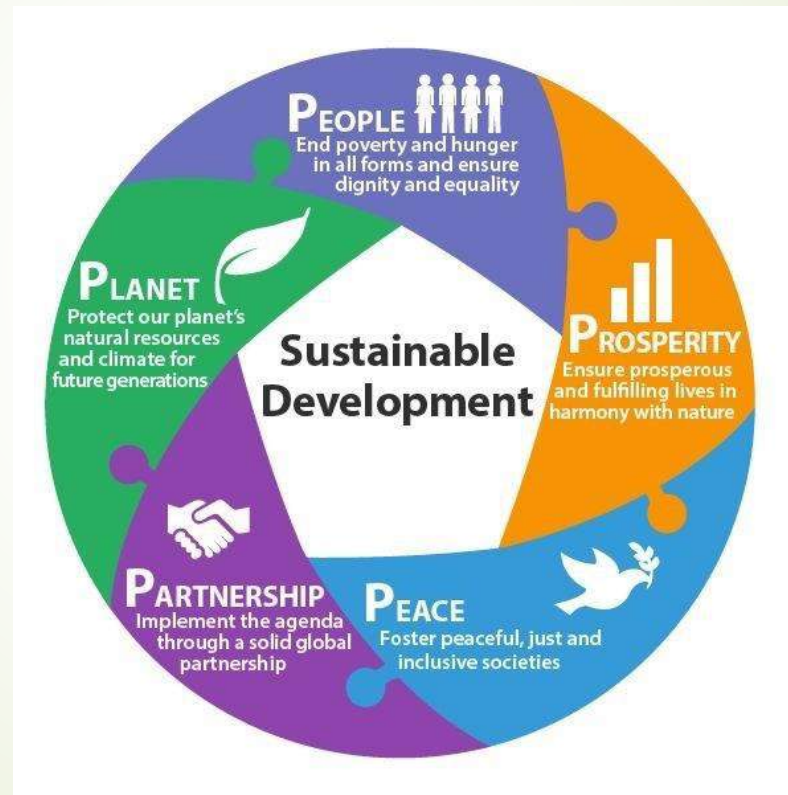 PEOPLE
End poverty and hunger
in all forms and ensure
dignity and equality
PROSPERITY
Ensure prosperous
and fulfilling lives in
harmony with nature
PEACE
Foster peaceful, just and
inclusive societies
PARTNERSHIP
Implement the agenda
through a solid global
partnership
PLANET
Protect our planet's
natural resources
and climate for
future generations
Sustainable
Development